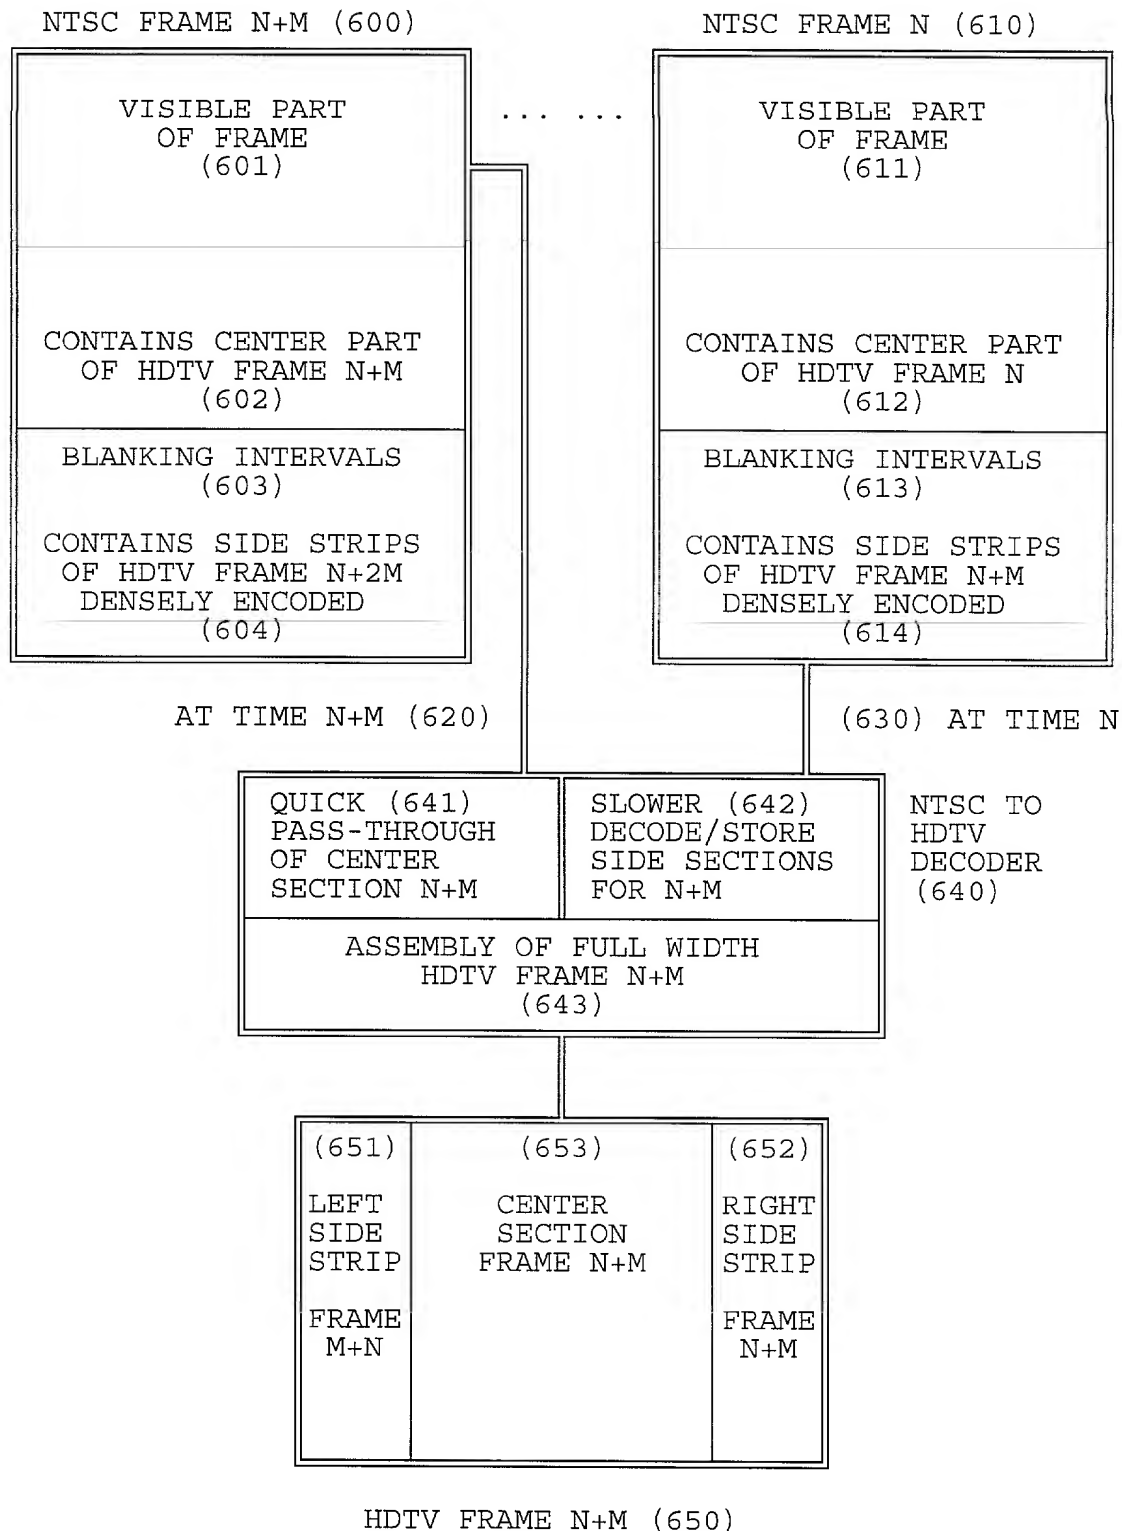 NTSC FRAME N+M (600)
VISIBLE PART
OF FRAME
(601)
CONTAINS CENTER PART
OF HDTV FRAME N+M
(602)
BLANKING INTERVALS
(603)
CONTAINS SIDE STRIPS
OF HDTV FRAME N+2M
DENSELY ENCODED
(604)
... ...
NTSC FRAME N (610)
VISIBLE PART
OF FRAME
(611)
CONTAINS CENTER PART
OF HDTV FRAME N
(612)
BLANKING INTERVALS
(613)
CONTAINS SIDE STRIPS
OF HDTV FRAME N+M
DENSELY ENCODED
(614)
AT TIME N+M (620)
(630) AT TIME N
QUICK (641)
PASS-THROUGH
OF CENTER
SECTION N+M
SLOWER (642)
DECODE/STORE
SIDE SECTIONS
FOR N+M
NTSC TO
HDTV
DECODER
(640)
ASSEMBLY OF FULL WIDTH
HDTV FRAME N+M
(643)
(651)
LEFT
SIDE
STRIP
FRAME
M+N
(653)
CENTER
SECTION
FRAME N+M
(652)
RIGHT
SIDE
STRIP
FRAME
N+M
HDTV FRAME N+M (650)